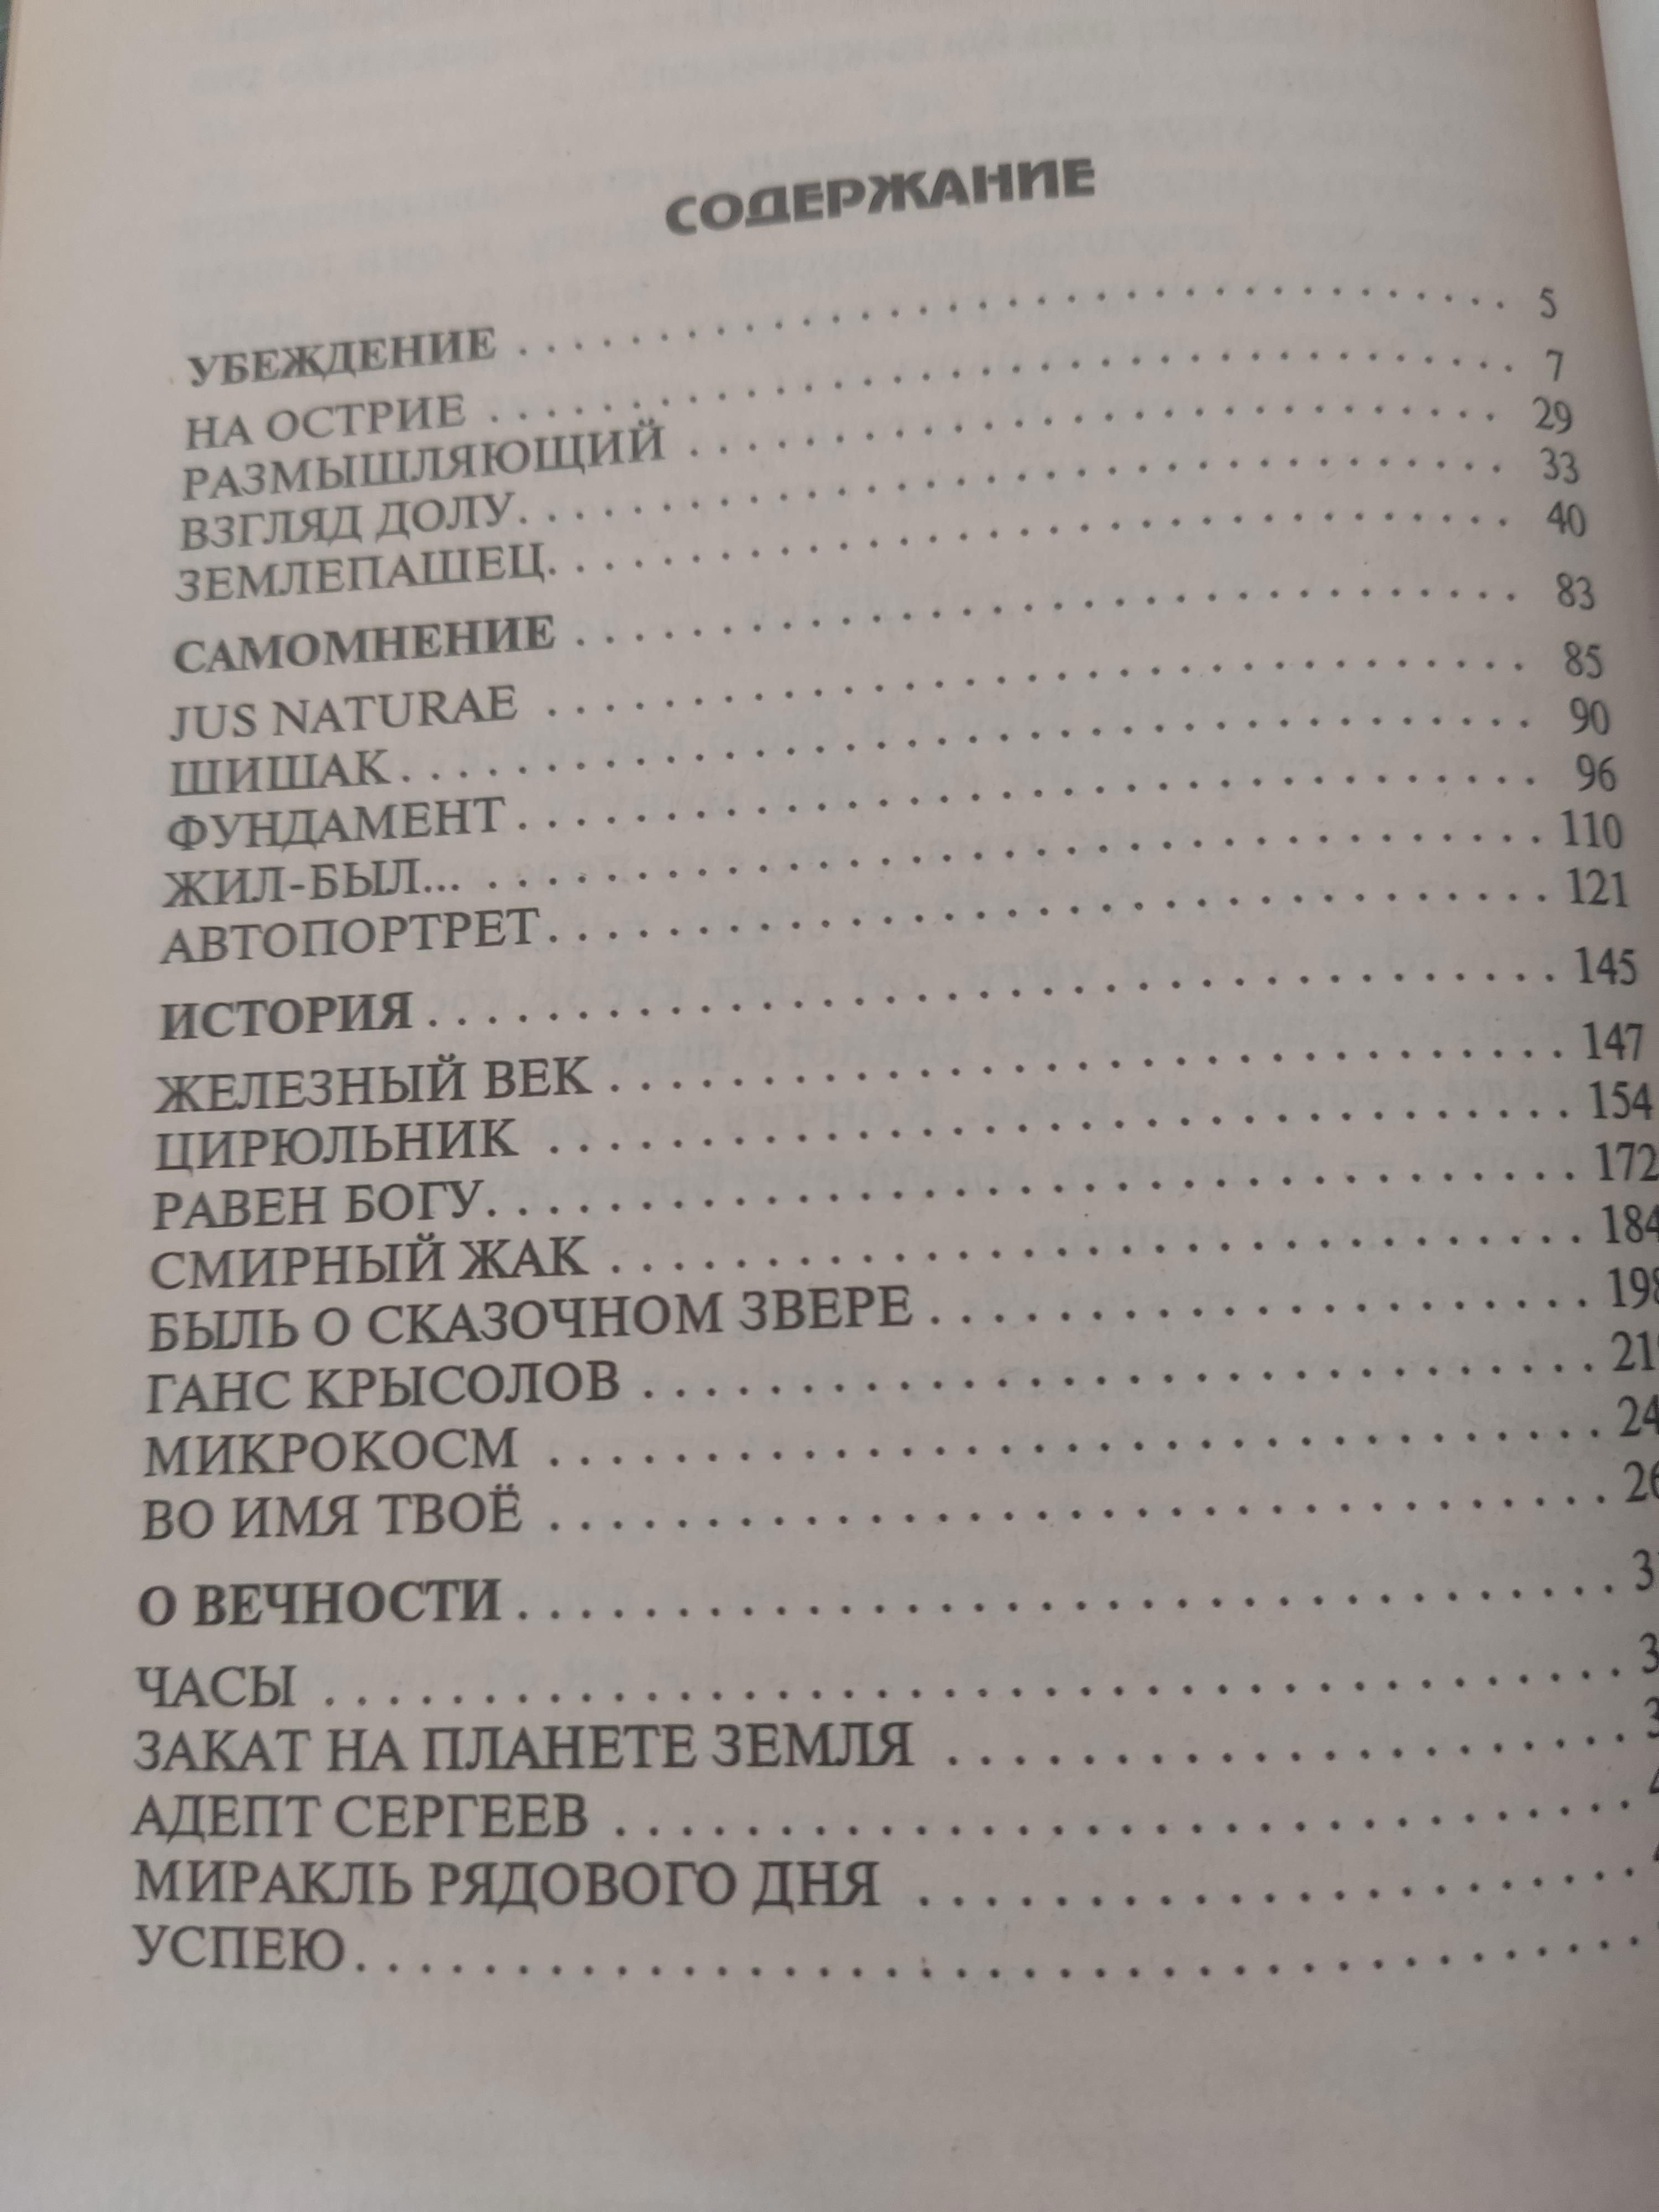 СОДЕРЖАНИЕ
УБЕЖДЕНИЕ . . . . . . . . . . . . . . . . . . . . 5
НА ОСТРИЕ . . . . . . . . . . . . . . . . . . . . 7
РАЗМЫШЛЯЮЩИЙ . . . . . . . . . . . . . . . . . . . . 29
ВЗГЛЯД ДОЛУ . . . . . . . . . . . . . . . . . . . . 33
ЗЕМЛЕПАШЕЦ . . . . . . . . . . . . . . . . . . . . 40
САМОМНЕНИЕ . . . . . . . . . . . . . . . . . . . . 83
JUS NATURAE . . . . . . . . . . . . . . . . . . . . 85
ШИШАК . . . . . . . . . . . . . . . . . . . . 90
ФУНДАМЕНТ . . . . . . . . . . . . . . . . . . . . 96
ЖИЛ-БЫЛ... . . . . . . . . . . . . . . . . . . . . 110
АВТОПОРТРЕТ . . . . . . . . . . . . . . . . . . . . 121
ИСТОРИЯ . . . . . . . . . . . . . . . . . . . . 145
ЖЕЛЕЗНЫЙ ВЕК . . . . . . . . . . . . . . . . . . . . 147
ЦИРЮЛЬНИК . . . . . . . . . . . . . . . . . . . . 154
РАВЕН БОГУ . . . . . . . . . . . . . . . . . . . . 172
СМИРНЫЙ ЖАК . . . . . . . . . . . . . . . . . . . . 184
БЫЛЬ О СКАЗОЧНОМ ЗВЕРЕ . . . . . . . . . . . . . . . . . . . . 198
ГАНС КРЫСОЛОВ . . . . . . . . . . . . . . . . . . . .
МИКРОКОСМ . . . . . . . . . . . . . . . . . . . .
ВО ИМЯ ТВОЁ . . . . . . . . . . . . . . . . . . . .
О ВЕЧНОСТИ . . . . . . . . . . . . . . . . . . . .
ЧАСЫ . . . . . . . . . . . . . . . . . . . .
ЗАКАТ НА ПЛАНЕТЕ ЗЕМЛЯ . . . . . . . . . . . . . . . . . . . .
АДЕПТ СЕРГЕЕВ . . . . . . . . . . . . . . . . . . . .
МИРАКЛЬ РЯДОВОГО ДНЯ . . . . . . . . . . . . . . . . . . . .
УСПЕЮ . . . . . . . . . . . . . . . . . . . .